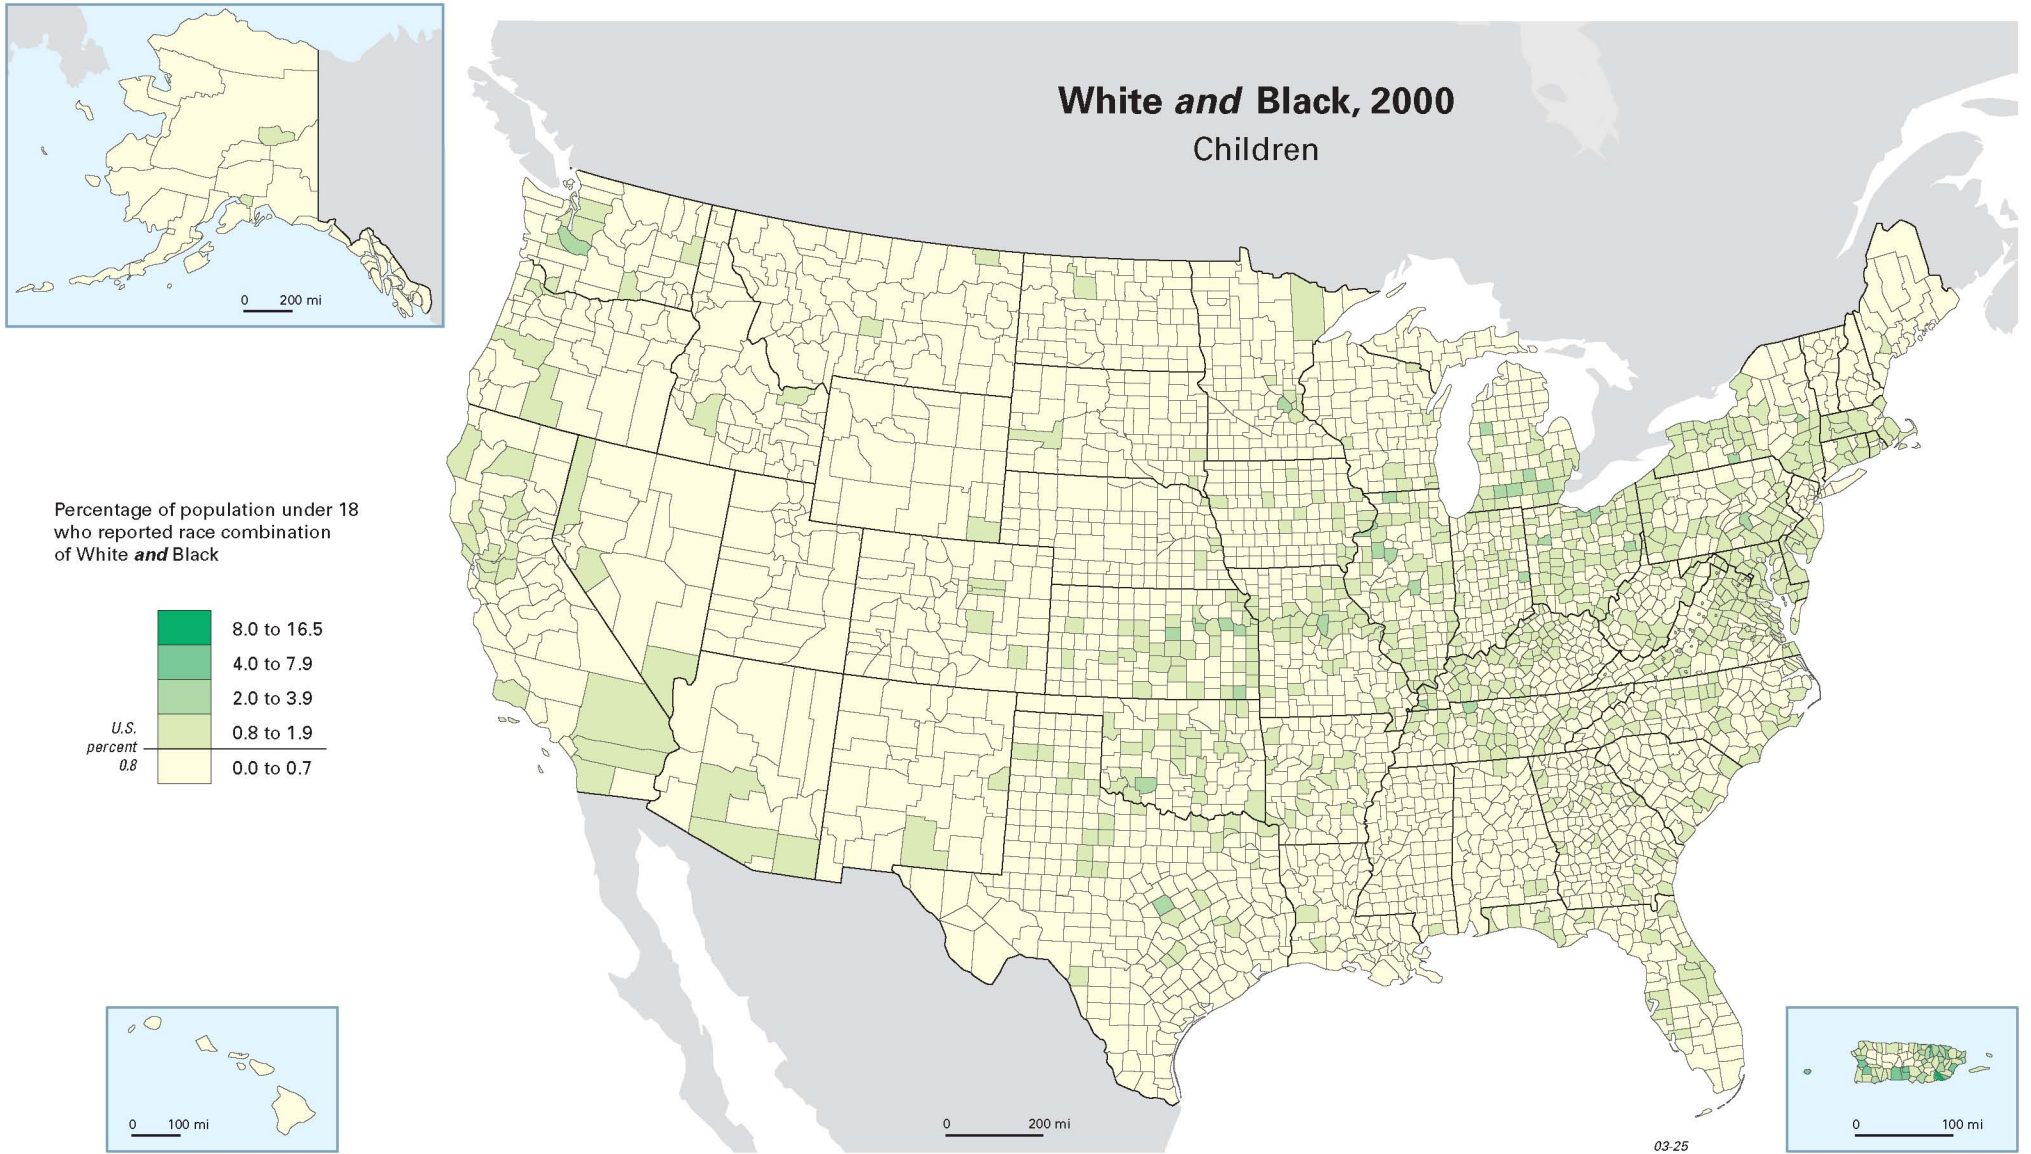 White and Black, 2000
Children
0 200 mi
Percentage of population under 18
who reported race combination
of White and Black
8.0 to 16.5
4.0 to 7.9
2.0 to 3.9
0.8 to 1.9
U.S.
percent
0.8
0.0 to 0.7
0 100 mi
0 200 mi
0 100 mi
03-25